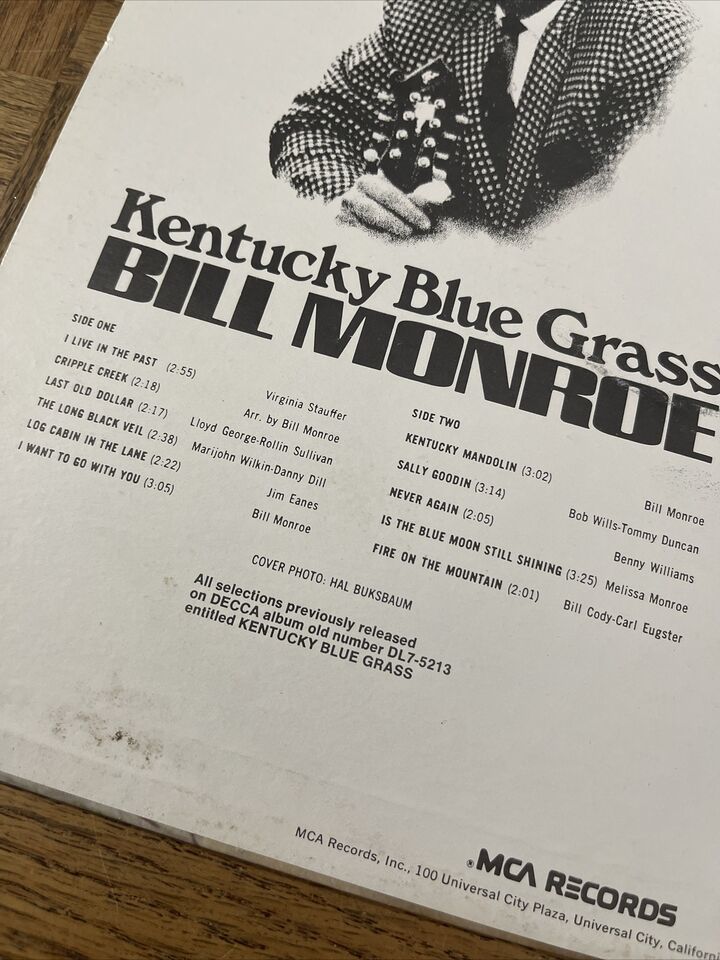 Kentucky Blue Grass
BILL MONROE
SIDE ONE
I LIVE IN THE PAST (2:55) Virginia Stauffer
CRIPPLE CREEK (2:18) Arr. by Bill Monroe
LAST OLD DOLLAR (2:17) Lloyd George-Rollin Sullivan
THE LONG BLACK VEIL (2:38) Marijohn Wilkin-Danny Dill
LOG CABIN IN THE LANE (2:22) Jim Eanes
I WANT TO GO WITH YOU (3:05) Bill Monroe
SIDE TWO
KENTUCKY MANDOLIN (3:02) Bill Monroe
SALLY GOODIN (3:14) Bob Wills-Tommy Duncan
NEVER AGAIN (2:05) Benny Williams
IS THE BLUE MOON STILL SHINING (3:25) Melissa Monroe
FIRE ON THE MOUNTAIN (2:01) Bill Cody-Carl Eugster
COVER PHOTO: HAL BUKSBAUM
All selections previously released
on DECCA album old number DL7-5213
entitled KENTUCKY BLUE GRASS
®MCA RECORDS
MCA Records, Inc., 100 Universal City Plaza, Universal City, Californ